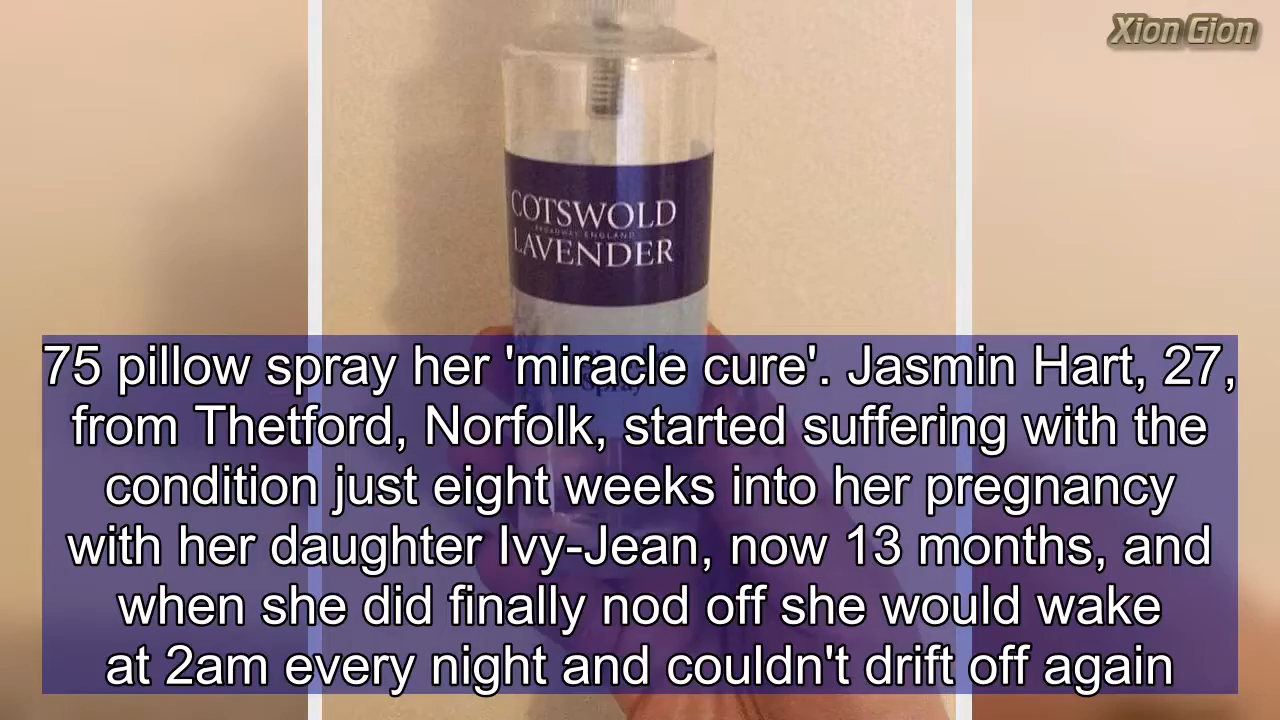 Xion Gion
COTSWOLD
BROADWAY ENGLAND
LAVENDER
75 pillow spray her 'miracle cure'. Jasmin Hart, 27,
from Thetford, Norfolk, started suffering with the
condition just eight weeks into her pregnancy
with her daughter Ivy-Jean, now 13 months, and
when she did finally nod off she would wake
at 2am every night and couldn't drift off again